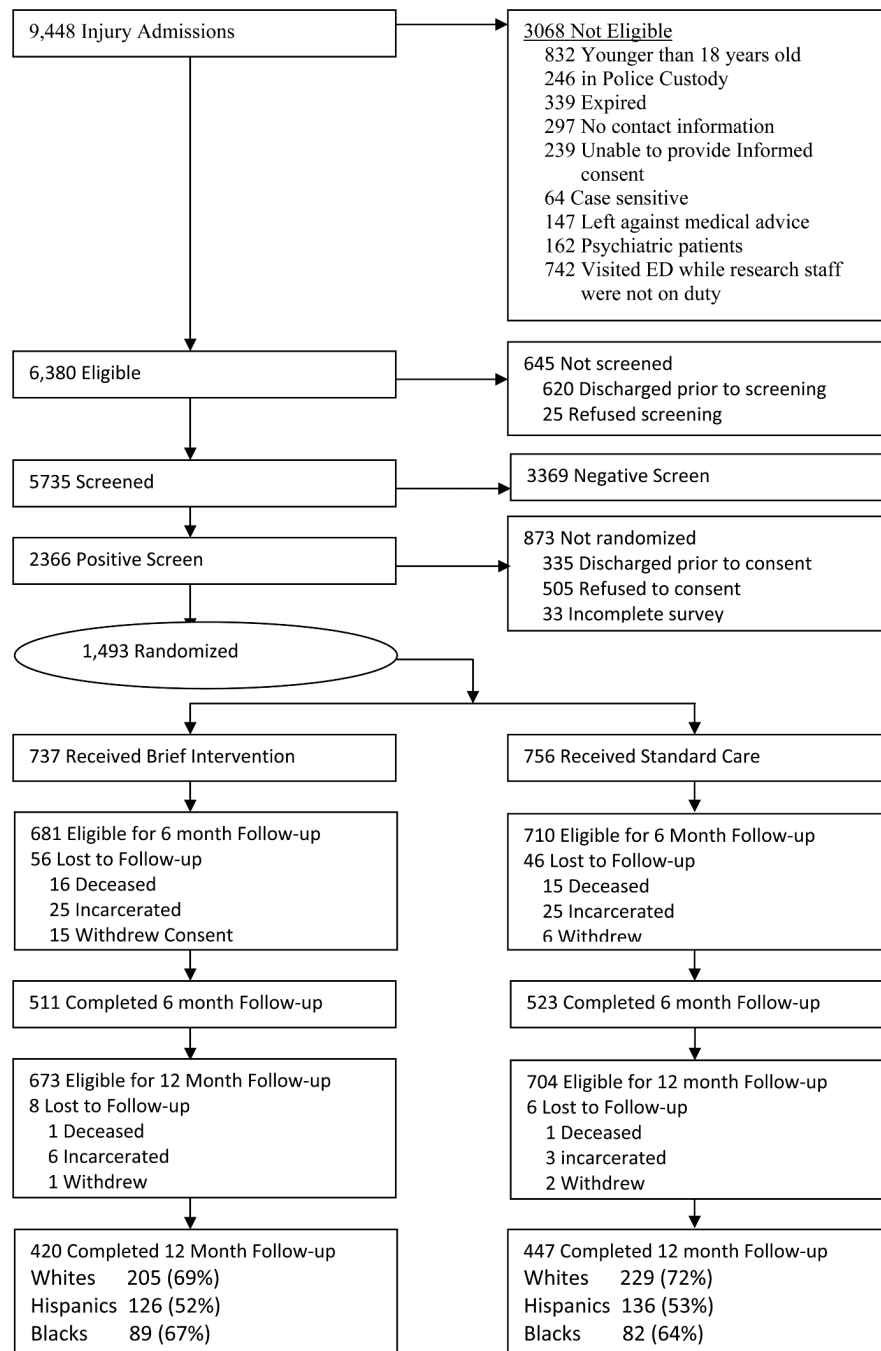 9,448 Injury Admissions
3068 Not Eligible
832 Younger than 18 years old
246 in Police Custody
339 Expired
297 No contact information
239 Unable to provide Informed
consent
64 Case sensitive
147 Left against medical advice
162 Psychiatric patients
742 Visited ED while research staff
were not on duty
6,380 Eligible
645 Not screened
620 Discharged prior to screening
25 Refused screening
5735 Screened
3369 Negative Screen
2366 Positive Screen
873 Not randomized
335 Discharged prior to consent
505 Refused to consent
33 Incomplete survey
1,493 Randomized
737 Received Brief Intervention
756 Received Standard Care
681 Eligible for 6 month Follow-up
56 Lost to Follow-up
16 Deceased
25 Incarcerated
15 Withdrew Consent
710 Eligible for 6 Month Follow-up
46 Lost to Follow-up
15 Deceased
25 Incarcerated
6 Withdrew
511 Completed 6 month Follow-up
523 Completed 6 month Follow-up
673 Eligible for 12 Month Follow-up
8 Lost to Follow-up
1 Deceased
6 Incarcerated
1 Withdrew
704 Eligible for 12 month Follow-up
6 Lost to Follow-up
1 Deceased
3 incarcerated
2 Withdrew
420 Completed 12 Month Follow-up
Whites 205 (69%)
Hispanics 126 (52%)
Blacks 89 (67%)
447 Completed 12 month Follow-up
Whites 229 (72%)
Hispanics 136 (53%)
Blacks 82 (64%)